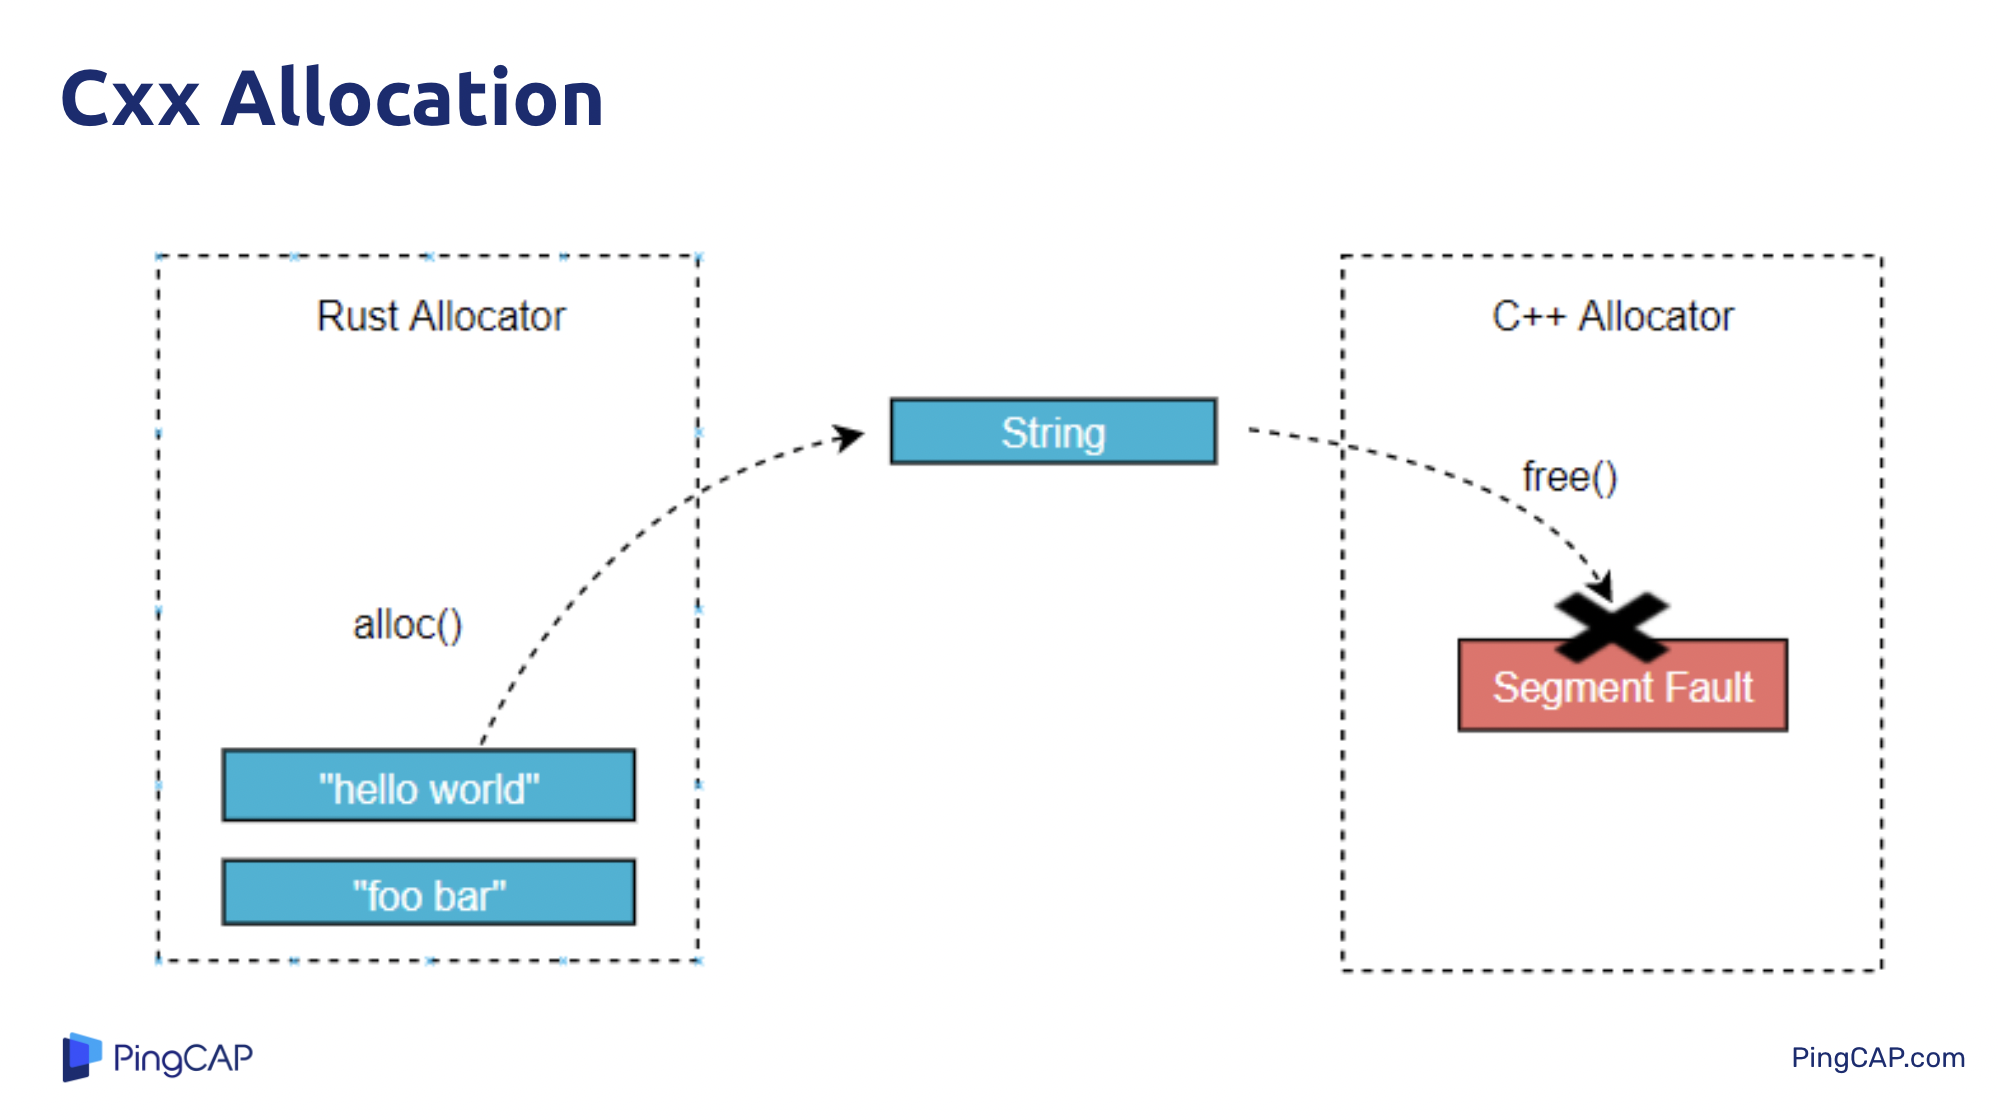 Cxx Allocation
Rust Allocator
C++ Allocator
String
free()
alloc()
Segment Fault
"hello world"
"foo bar"
PingCAP
PingCAP.com